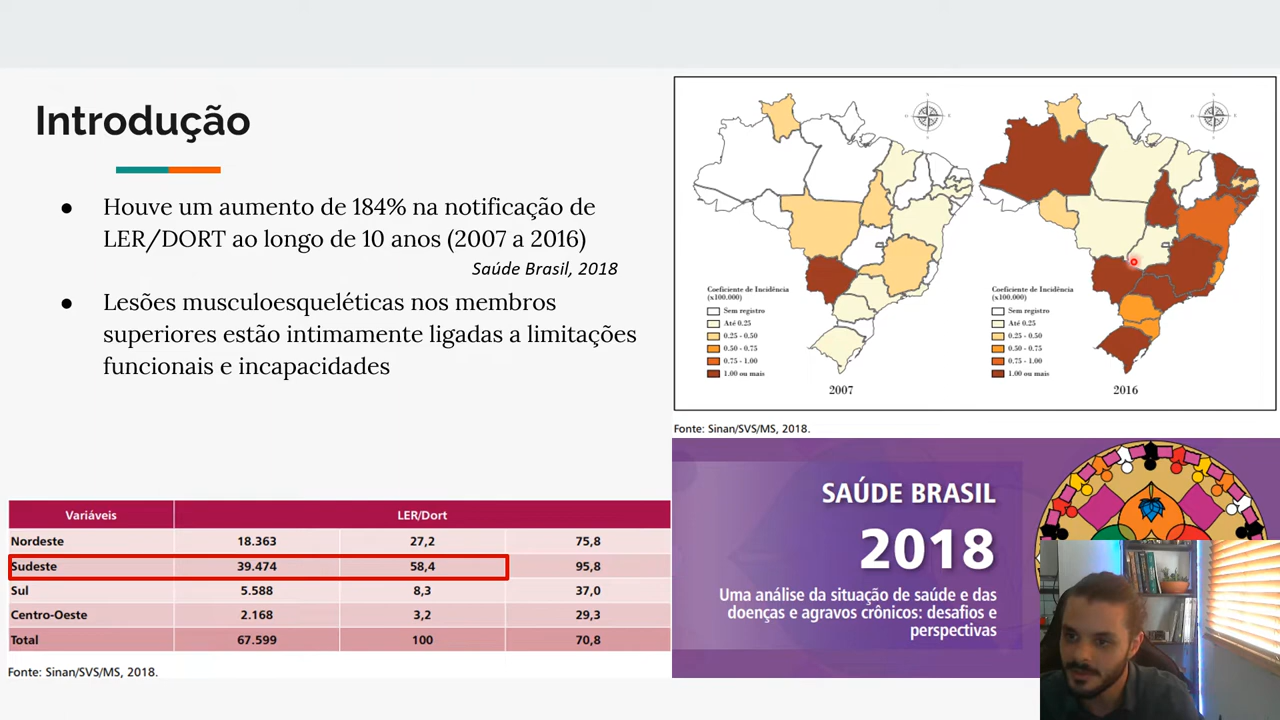 Introdução
● Houve um aumento de 184% na notificação de
LER/DORT ao longo de 10 anos (2007 a 2016)
Saúde Brasil, 2018
● Lesões musculoesqueléticas nos membros
superiores estão intinamente ligadas a limitações
funcionais e incapacidades
Variáveis LER/Dort
Nordeste 18.363 27,2 75,8
Sudeste 39.474 58,4 95,8
Sul 5.588 8,3 37,0
Centro-Oeste 2.168 3,2 29,3
Total 67.599 100 70,8
Fonte: Sinan/SVS/MS, 2018.
N
O E
S
Coeficiente de Incidência
(x100.000)
Sem registro
Até 0.25
0.25 - 0.50
0.50 - 0.75
0.75 - 1.00
1.00 ou mais
2007
N
O E
S
Coeficiente de Incidência
(x100.000)
Sem registro
Até 0.25
0.25 - 0.50
0.50 - 0.75
0.75 - 1.00
1.00 ou mais
2016
Fonte: Sinan/SVS/MS, 2018.
SAÚDE BRASIL
2018
Uma análise da situação de saúde e das
doenças e agravos crônicos: desafios e
perspectivas